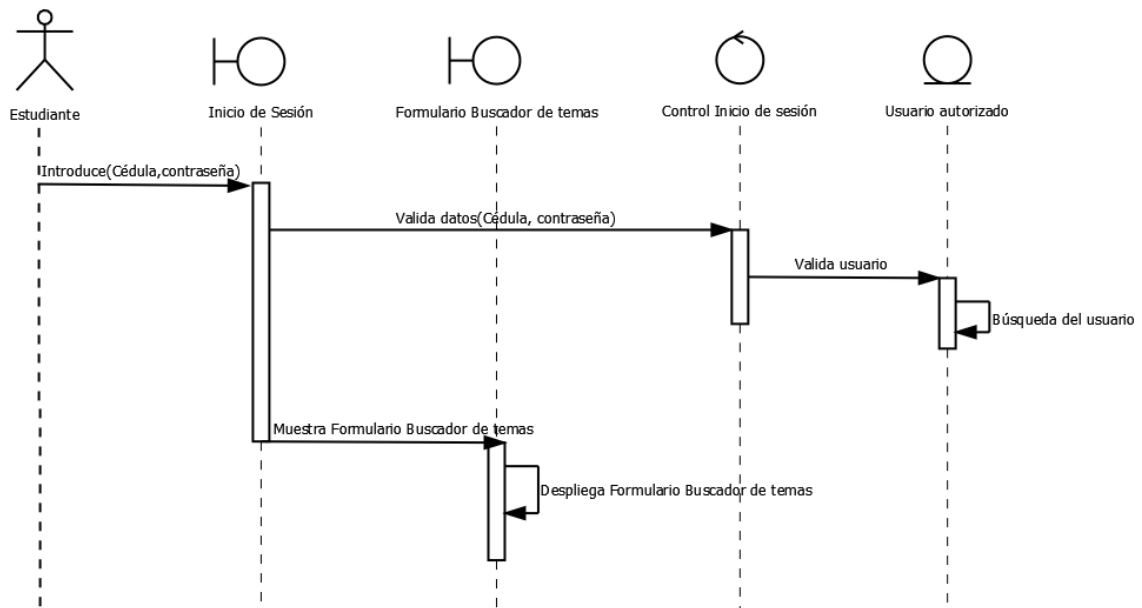 Estudiante
Inicio de Sesión
Formulario Buscador de temas
Control Inicio de sesión
Usuario autorizado
Introduce(Cédula,contraseña)
Valida datos(Cédula, contraseña)
Valida usuario
Búsqueda del usuario
Muestra Formulario Buscador de temas
Despliega Formulario Buscador de temas